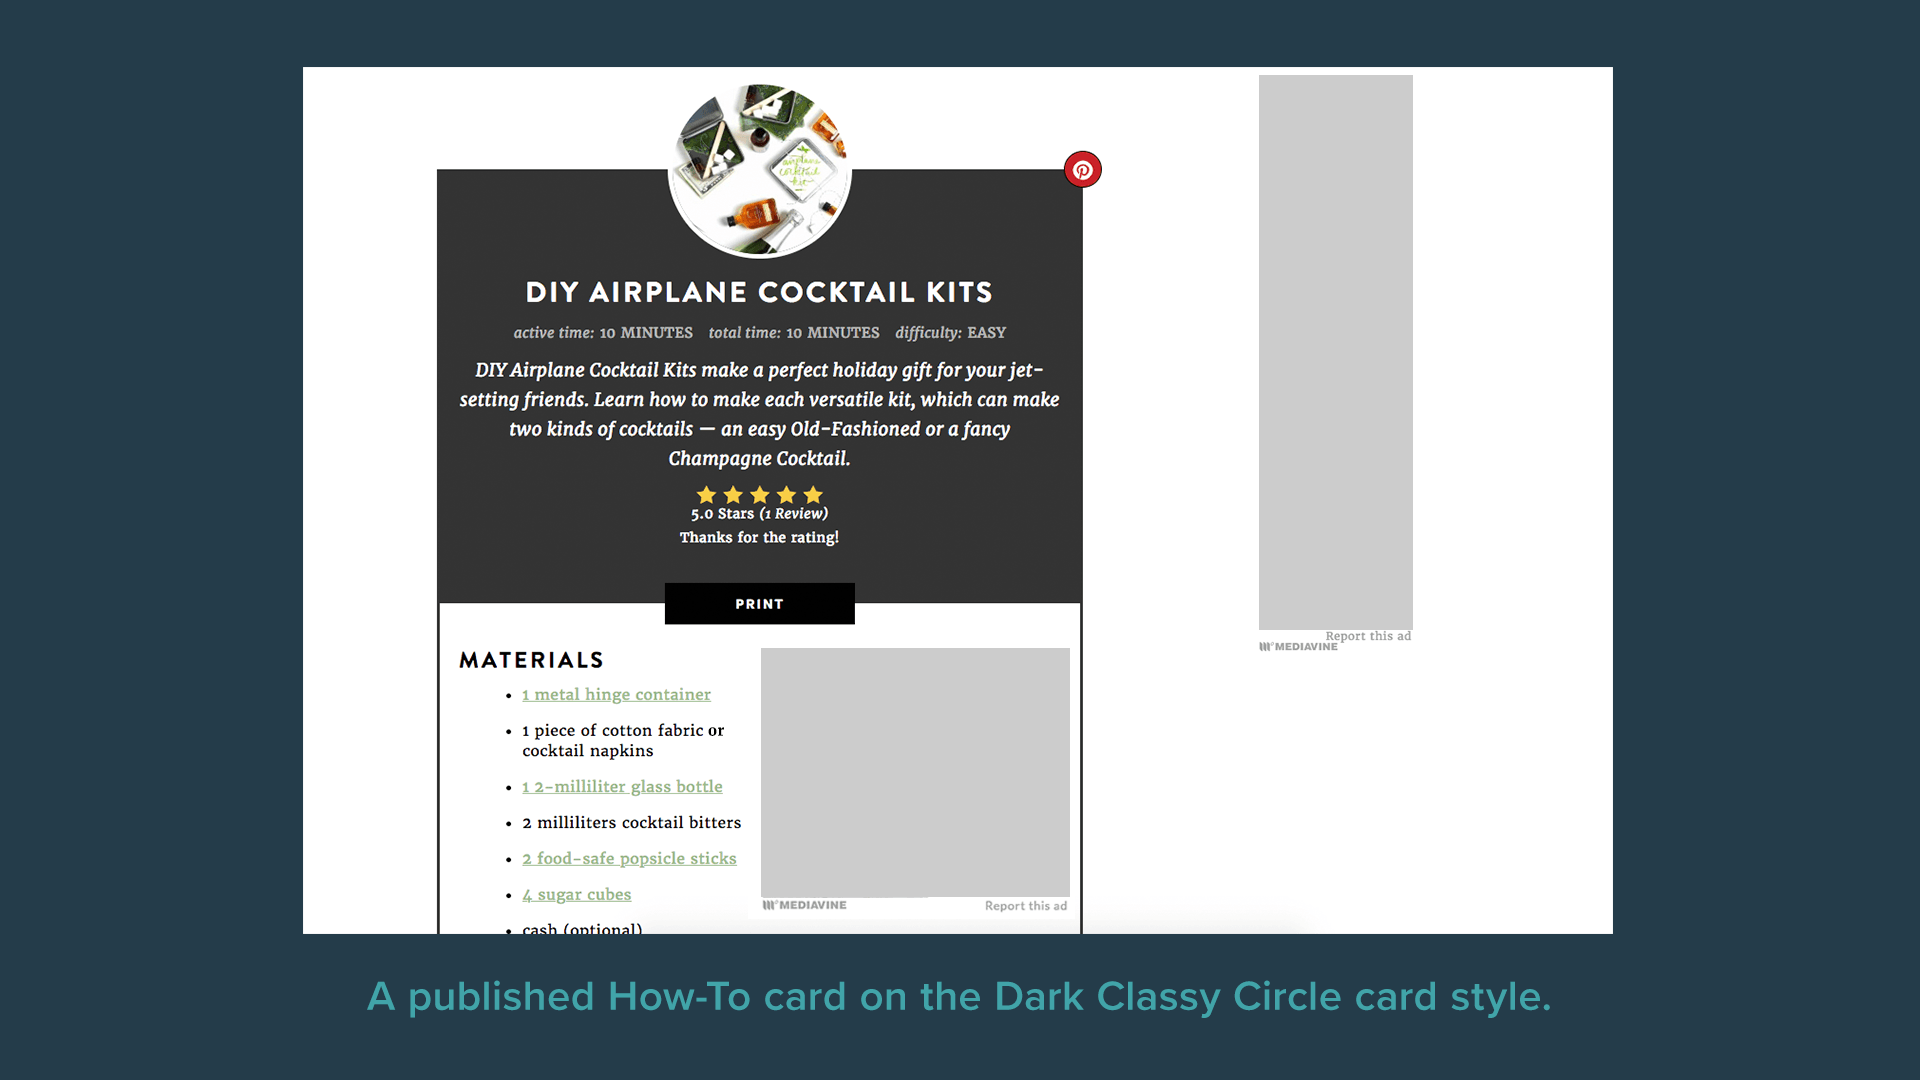 airplane
cocktail
kit
DIY AIRPLANE COCKTAIL KITS
active time: 10 MINUTES total time: 10 MINUTES difficulty: EASY
DIY Airplane Cocktail Kits make a perfect holiday gift for your jet-
setting friends. Learn how to make each versatile kit, which can make
two kinds of cocktails — an easy Old-Fashioned or a fancy
Champagne Cocktail.
5.0 Stars (1 Review)
Thanks for the rating!
PRINT
MATERIALS
• 1 metal hinge container
• 1 piece of cotton fabric or
cocktail napkins
• 1 2-milliliter glass bottle
• 2 milliliters cocktail bitters
• 2 food-safe popsicle sticks
• 4 sugar cubes
• cash (optional)
MEDIAVINE
Report this ad
Report this ad
MEDIAVINE
A published How-To card on the Dark Classy Circle card style.